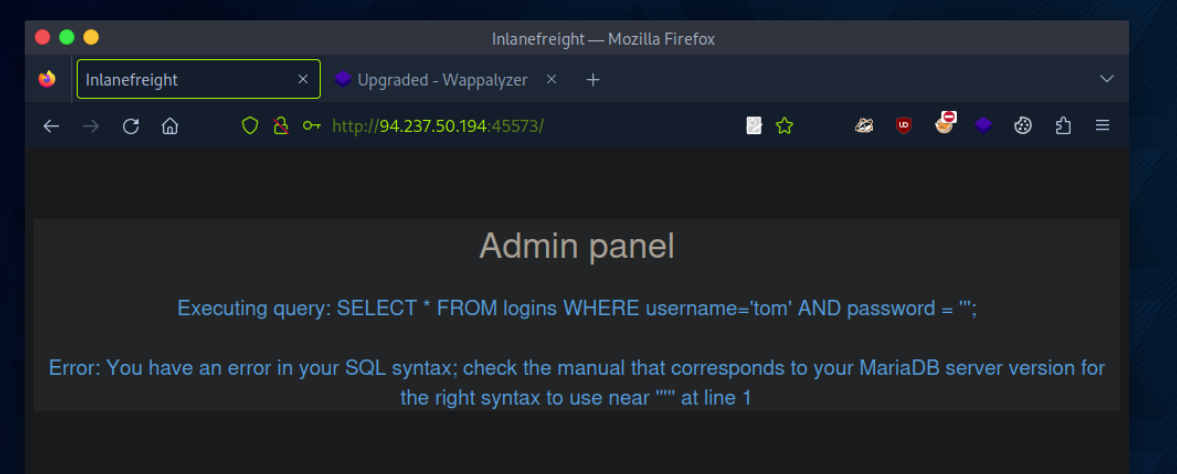 Inlanefreight — Mozilla Firefox
Inlanefreight
Upgraded - Wappalyzer
http://94.237.50.194:45573/
Admin panel
Executing query: SELECT * FROM logins WHERE username='tom' AND password = ''';
Error: You have an error in your SQL syntax; check the manual that corresponds to your MariaDB server version for
the right syntax to use near ''''' at line 1